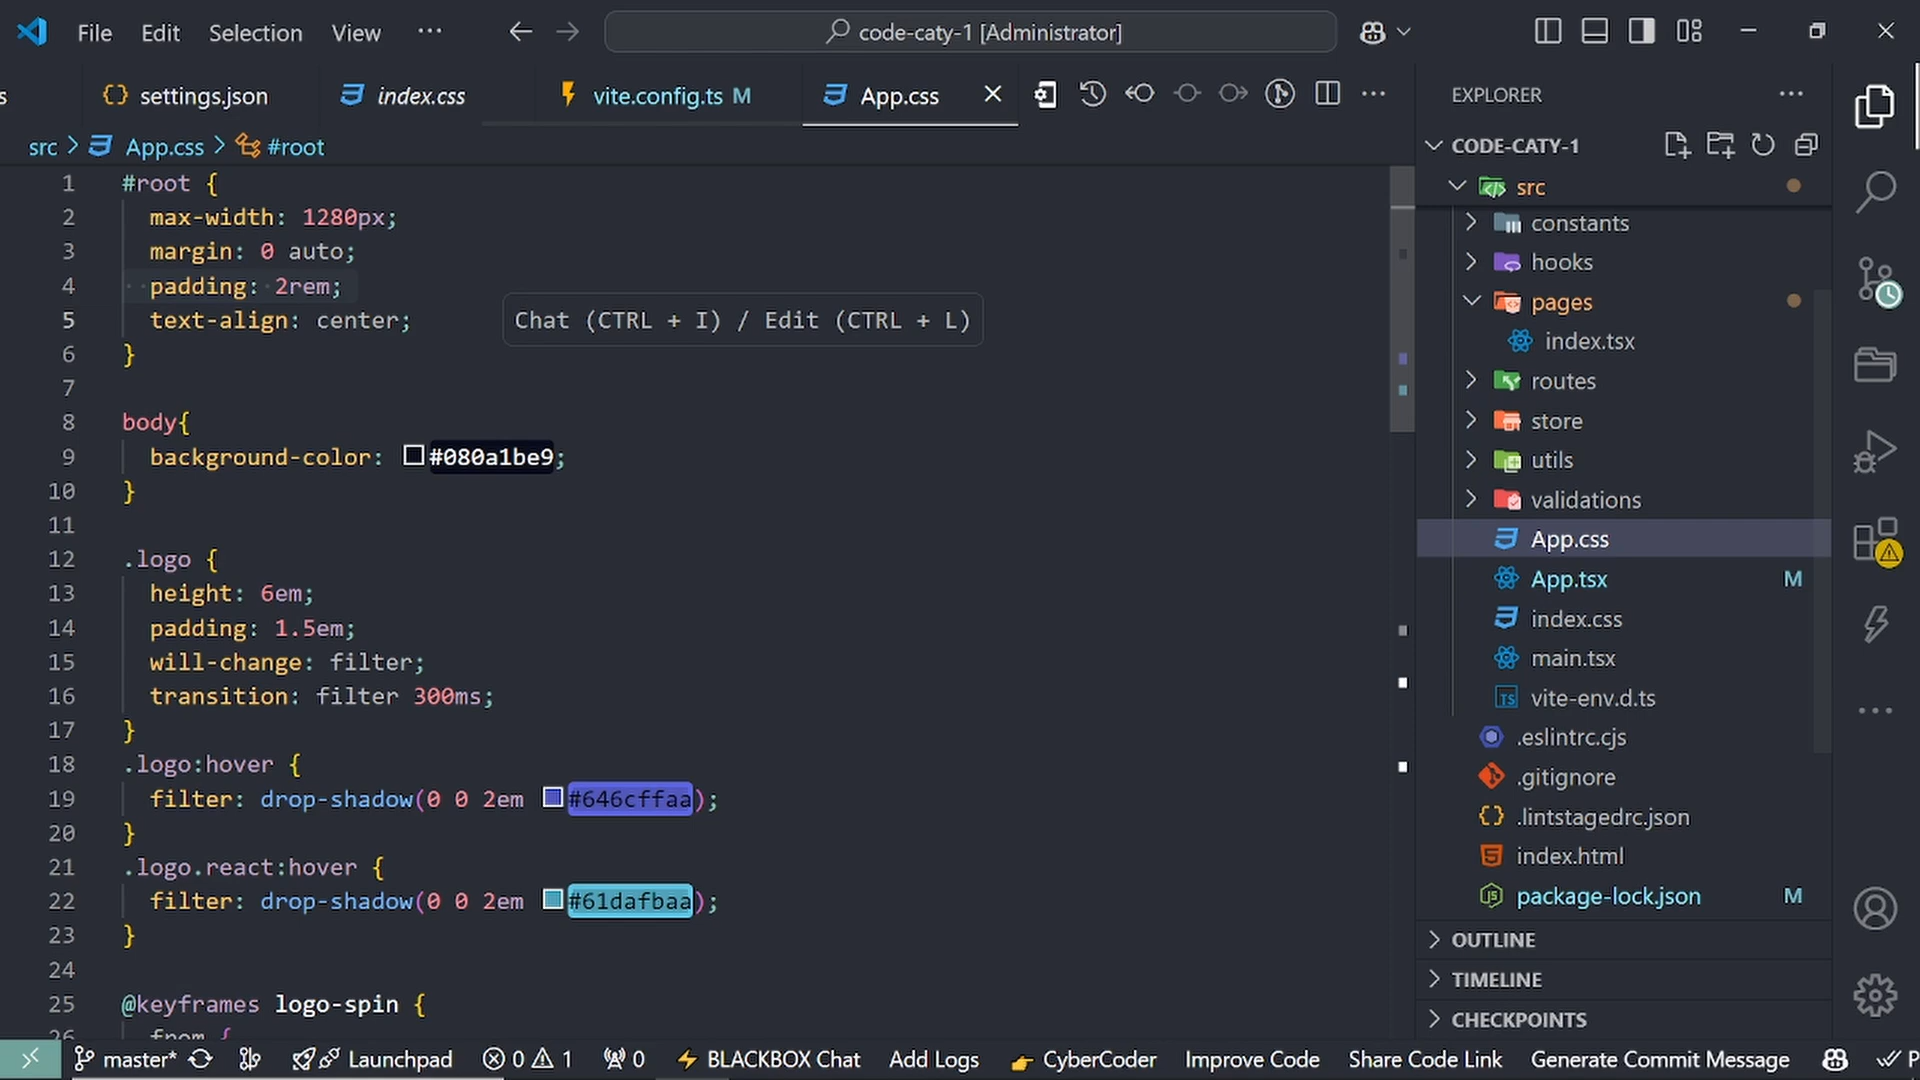 File Edit Selection View ··· code-caty-1 [Administrator]
s settings.json index.css vite.config.ts M App.css
src > App.css > #root
1 #root {
2 max-width: 1280px;
3 margin: 0 auto;
4 padding: 2rem;
5 text-align: center;
Chat (CTRL + I) / Edit (CTRL + L)
6 }
7
8 body{
9 background-color: #080a1be9;
10 }
11
12 .logo {
13 height: 6em;
14 padding: 1.5em;
15 will-change: filter;
16 transition: filter 300ms;
17 }
18 .logo:hover {
19 filter: drop-shadow(0 0 2em #646cffaa);
20 }
21 .logo.react:hover {
22 filter: drop-shadow(0 0 2em #61dafbaa);
23 }
24
25 @keyframes logo-spin {
26 from {
EXPLORER
CODE-CATY-1
src
constants
hooks
pages
index.tsx
routes
store
utils
validations
App.css
App.tsx M
index.css
main.tsx
TS vite-env.d.ts
.eslintrc.cjs
.gitignore
.lintstagedrc.json
index.html
package-lock.json M
OUTLINE
TIMELINE
CHECKPOINTS
master* Launchpad 0 1 0 BLACKBOX Chat Add Logs CyberCoder Improve Code Share Code Link Generate Commit Message P